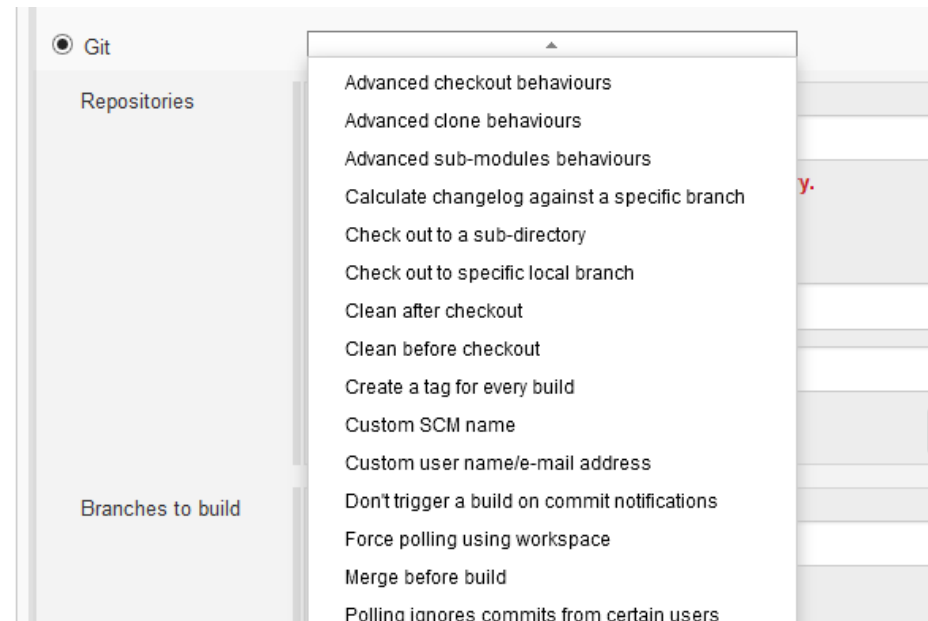 Git
Repositories
Advanced checkout behaviours
Advanced clone behaviours
Advanced sub-modules behaviours
y.
Calculate changelog against a specific branch
Check out to a sub-directory
Check out to specific local branch
Clean after checkout
Clean before checkout
Create a tag for every build
Custom SCM name
Custom user name/e-mail address
Branches to build
Don't trigger a build on commit notifications
Force polling using workspace
Merge before build
Polling ignores commits from certain users